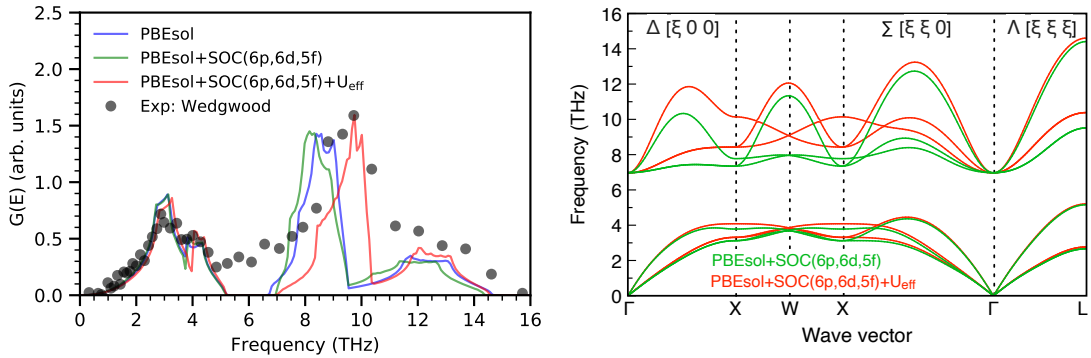 2.5
2.0
1.5
1.0
0.5
0.0
G(E) (arb. units)
PBEsol
PBEsol+SOC(6p,6d,5f)
PBEsol+SOC(6p,6d,5f)+U_eff
Exp: Wedgwood
0 2 4 6 8 10 12 14 16
Frequency (THz)
16
14
12
10
8
6
4
2
0
Frequency (THz)
Δ [ξ 0 0] Σ [ξ ξ 0] Λ [ξ ξ ξ]
PBEsol+SOC(6p,6d,5f)
PBEsol+SOC(6p,6d,5f)+U_eff
Γ X W X Γ L
Wave vector